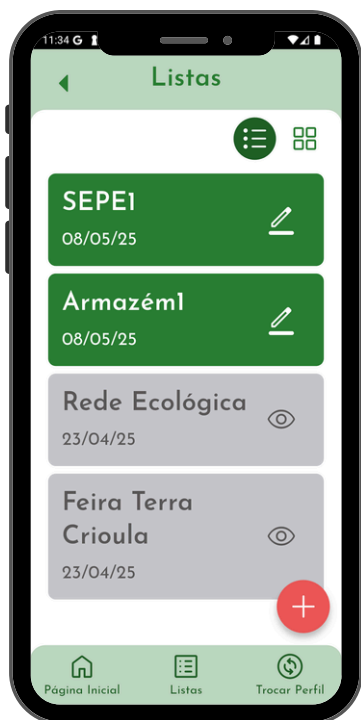 11:34 G
Listas
SEPE1
08/05/25
Armazém1
08/05/25
Rede Ecológica
23/04/25
Feira Terra
Crioula
23/04/25
Página Inicial Listas Trocar Perfil